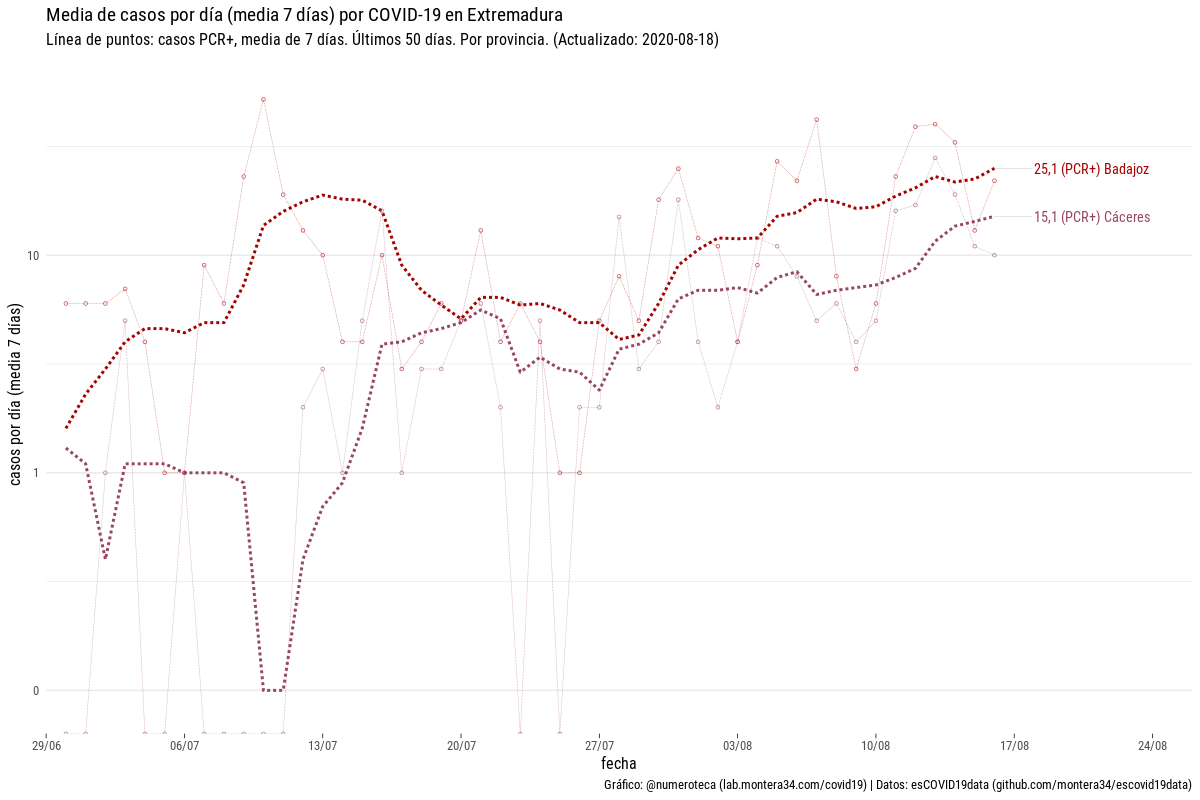 Media de casos por día (media 7 días) por COVID-19 en Extremadura
Línea de puntos: casos PCR+, media de 7 días. Últimos 50 días. Por provincia. (Actualizado: 2020-08-18)
casos por día (media 7 días)
10
1
0
25,1 (PCR+) Badajoz
15,1 (PCR+) Cáceres
29/06 06/07 13/07 20/07 27/07 03/08 10/08 17/08 24/08
fecha
Gráfico: @numeroteca (lab.montera34.com/covid19) | Datos: esCOVID19data (github.com/montera34/escovid19data)